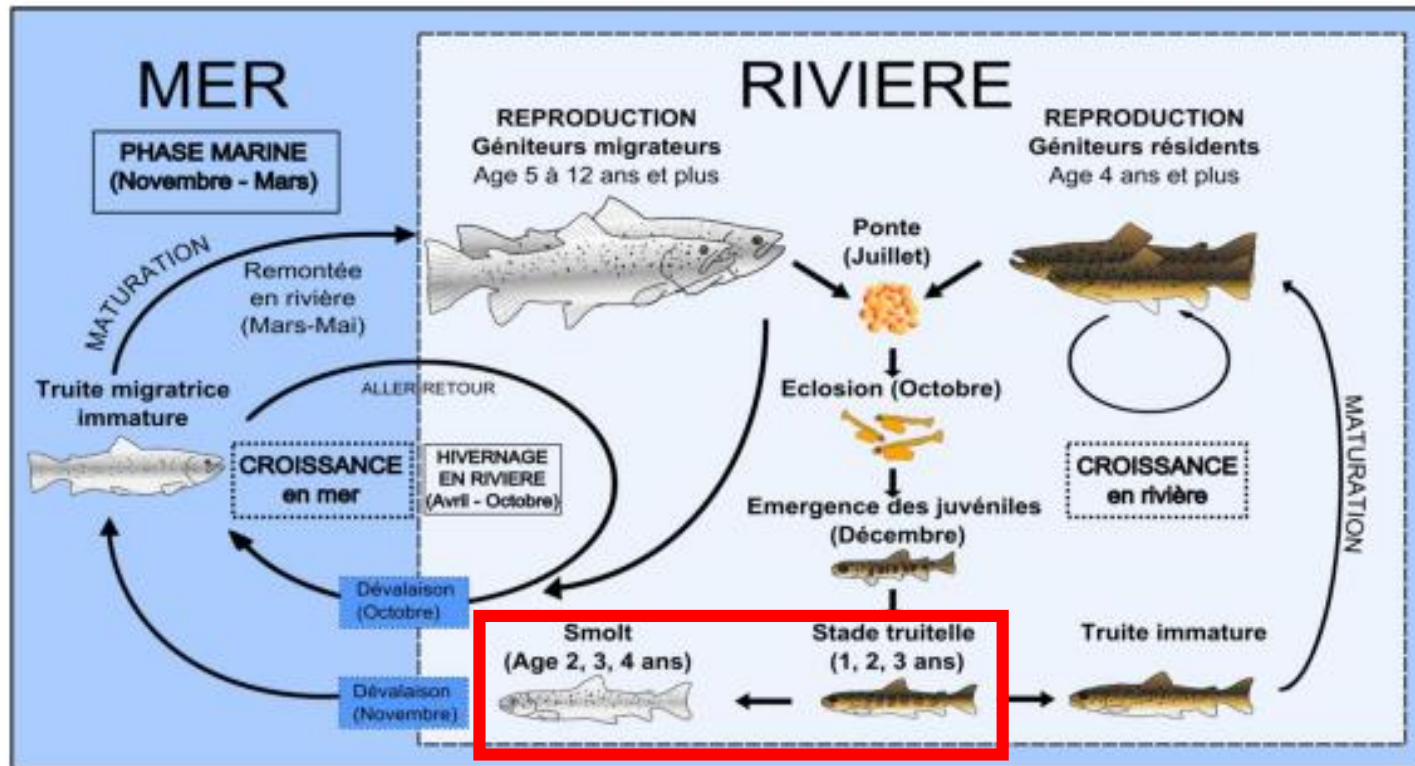 MER
RIVIERE
PHASE MARINE
(Novembre - Mars)
REPRODUCTION
Géniteurs migrateurs
Age 5 à 12 ans et plus
REPRODUCTION
Géniteurs résidents
Age 4 ans et plus
MATURATION
Remontée
en rivière
(Mars-Mai)
Ponte
(Juillet)
Truite migratrice
immature
ALLER RETOUR
Eclosion (Octobre)
CROISSANCE
en mer
HIVERNAGE
EN RIVIERE
(Avril - Octobre)
CROISSANCE
en rivière
MATURATION
Emergence des juvéniles
(Décembre)
Dévalaison
(Octobre)
Smolt
(Age 2, 3, 4 ans)
Stade truitelle
(1, 2, 3 ans)
Truite immature
Dévalaison
(Novembre)